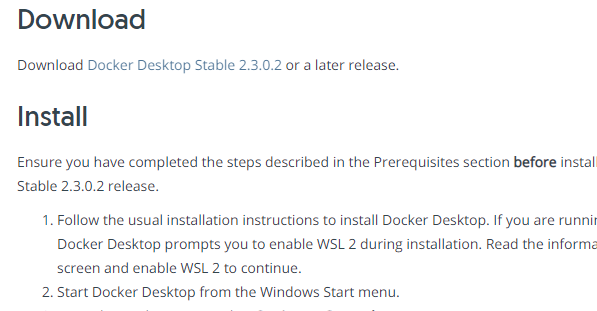 Download
Download Docker Desktop Stable 2.3.0.2 or a later release.
Install
Ensure you have completed the steps described in the Prerequisites section before install
Stable 2.3.0.2 release.
1. Follow the usual installation instructions to install Docker Desktop. If you are runnin
Docker Desktop prompts you to enable WSL 2 during installation. Read the informa
screen and enable WSL 2 to continue.
2. Start Docker Desktop from the Windows Start menu.